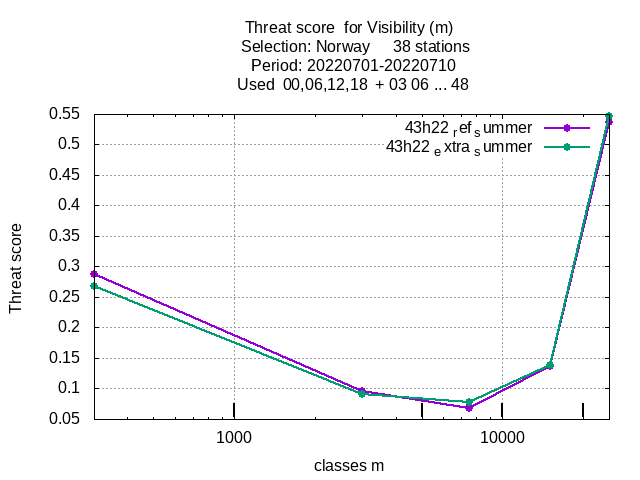 Threat score  for Visibility (m)
Selection: Norway     38 stations
Period: 20220701-20220710
Used  00,06,12,18  + 03 06 ... 48
43h22 ref summer
43h22 extra summer
0.55
0.5
0.45
0.4
0.35
0.3
0.25
0.2
0.15
0.1
0.05
Threat score
1000 10000
classes m